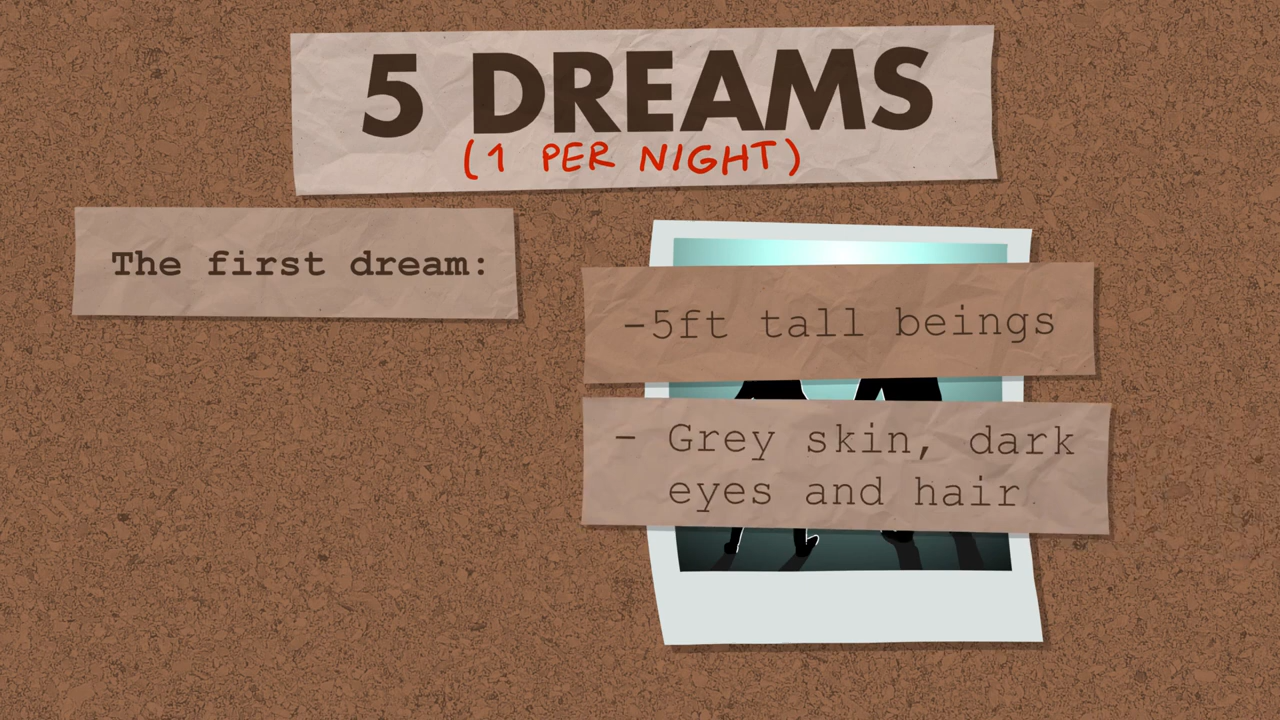 5 DREAMS
(1 PER NIGHT)
The first dream:
-5ft tall beings
- Grey skin, dark
eyes and hair